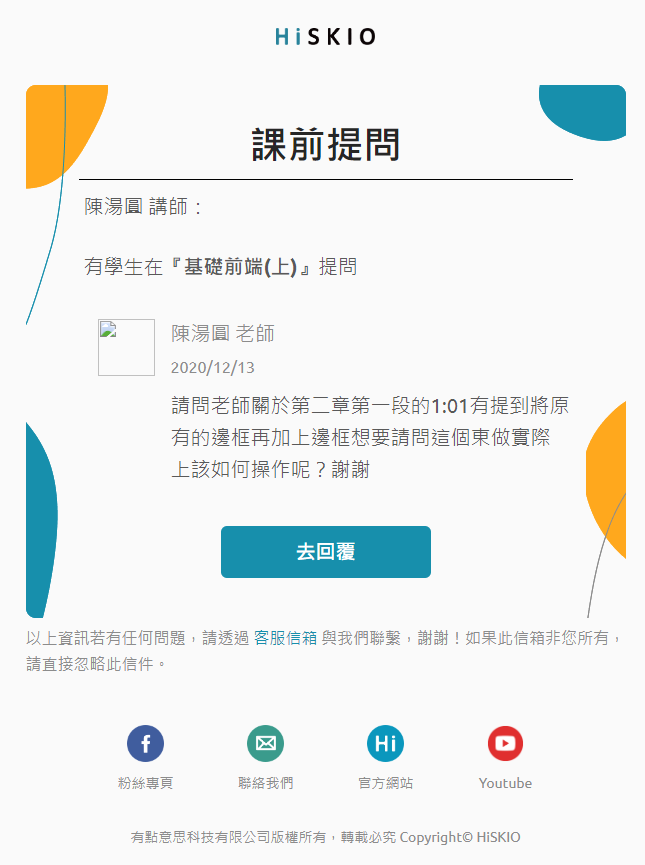 HiSKIO
課前提問
陳湯圓 講師：
有學生在『基礎前端(上)』提問
陳湯圓 老師
2020/12/13
請問老師關於第二章第一段的1:01有提到將原
有的邊框再加上邊框想要請問這個東做實際
上該如何操作呢？謝謝
去回覆
以上資訊若有任何問題，請透過 客服信箱 與我們聯繫，謝謝！如果此信箱非您所有，
請直接忽略此信件。
Hi
粉絲專頁 聯絡我們 官方網站 Youtube
有點意思科技有限公司版權所有，轉載必究 Copyright© HiSKIO